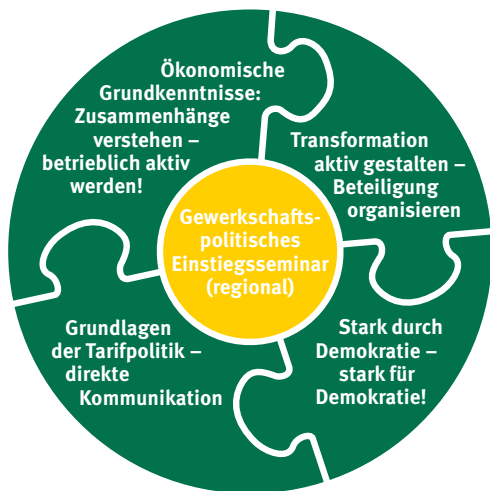 Ökonomische
Grundkenntnisse:
Zusammenhänge
verstehen –
betrieblich aktiv
werden!
Transformation
aktiv gestalten –
Beteiligung
organisieren
Gewerkschafts-
politisches
Einstiegsseminar
(regional)
Grundlagen
der Tarifpolitik –
direkte
Kommunikation
Stark durch
Demokratie –
stark für
Demokratie!